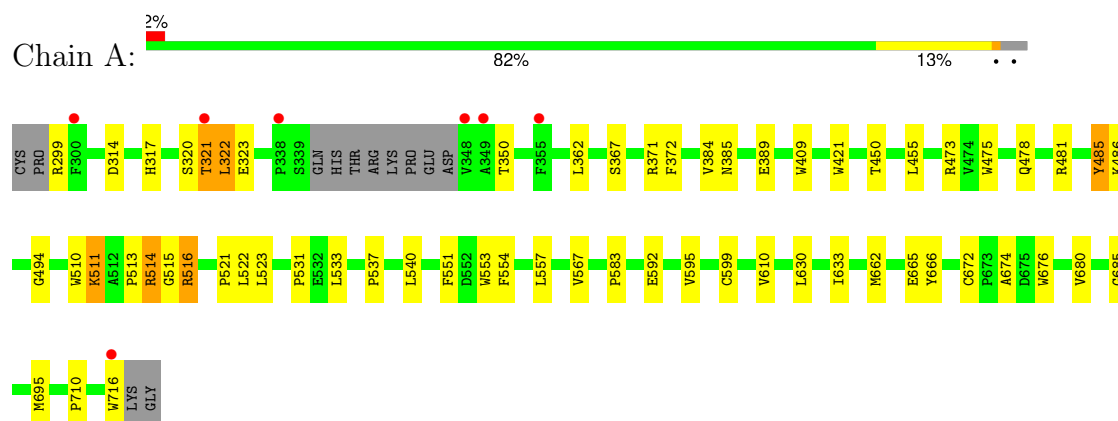 2%
Chain A:
82% 13% • •
CYS PRO R299 F300 D314 H317 S320 T321 L322 E323 P338 S339 GLN HIS THR ARG LYS PRO GLU ASP V348 A349 T350 F355 L362 S367 R371 F372 V384 N385 E389 W409 W421 T450 L455 R473 V474 W475 Q478 R481 Y485 K486
G494 W510 K511 A512 P513 R514 G515 R516 P521 L522 L523 P531 E532 L533 P537 L540 F551 D552 W553 F554 L557 V567 P583 E592 V595 C599 V610 L630 I633 M662 E665 Y666 C672 P673 A674 D675 W676 V680
M695 P710 W716 LYS GLY